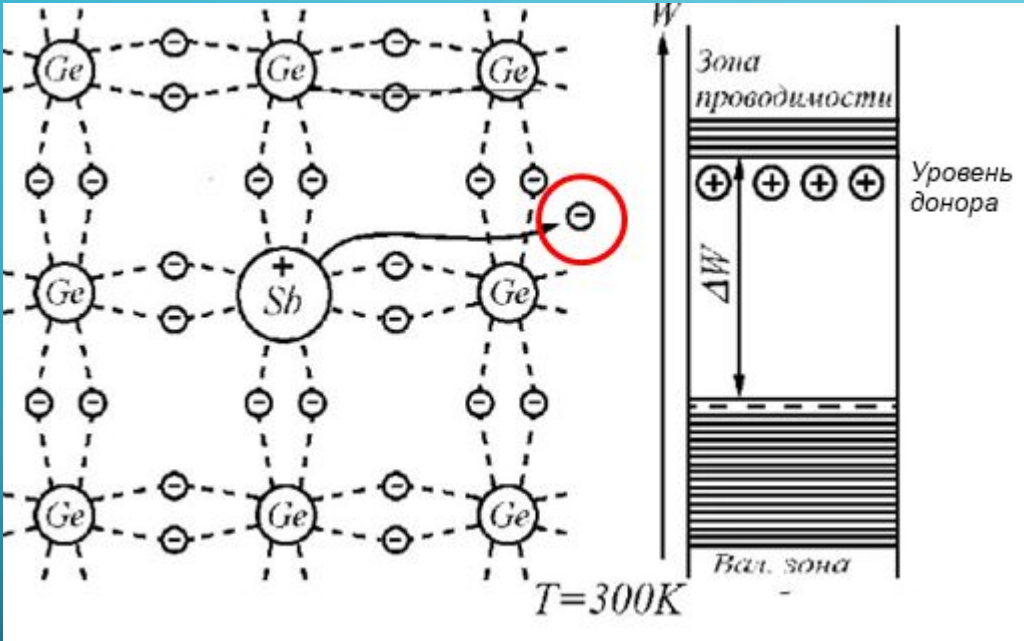 Ge Ge Ge
Ge Sb Ge
Ge Ge Ge
W
Зона
проводимости
Уровень
донора
ΔW
Вал. зона
T=300K